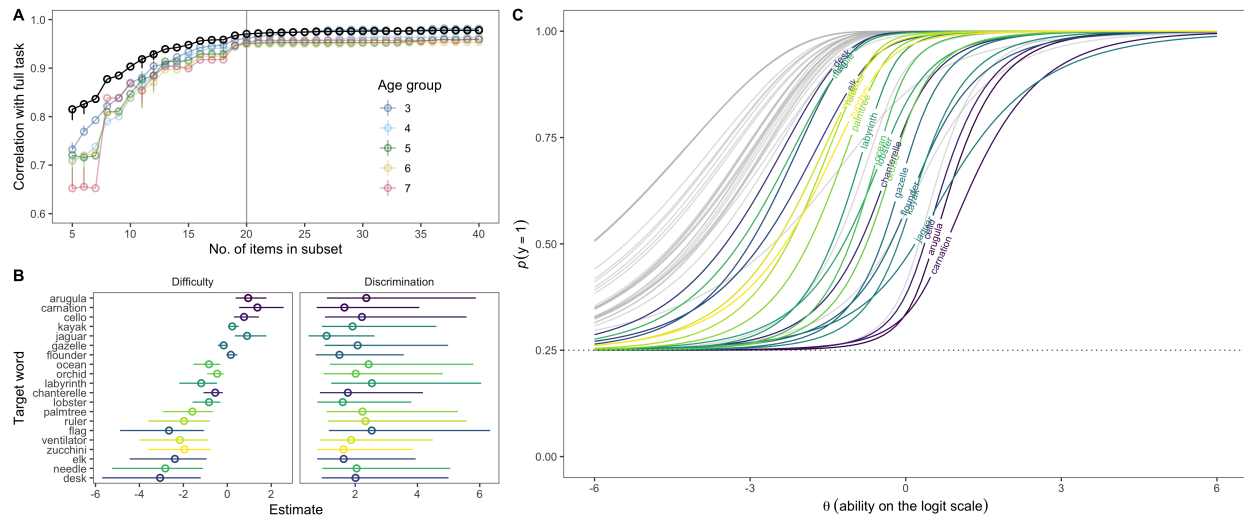 A
1.0
0.9
0.8
0.7
0.6
Correlation with full task
Age group
3
4
5
6
7
5
10
15
20
25
30
35
40
No. of items in subset
B
Difficulty
Discrimination
Target word
arugula
carnation
cello
kayak
jaguar
gazelle
flounder
ocean
orchid
labyrinth
chanterelle
lobster
palmtree
ruler
flag
ventilator
zucchini
elk
needle
desk
-6
-4
-2
0
2
2
4
6
Estimate
C
1.00
0.75
0.50
0.25
0.00
p(y = 1)
desk
elk
palmtree
labyrinth
ocean
lobster
chanterelle
gazelle
flounder
kayak
jaguar
cello
arugula
carnation
-6
-3
0
3
6
θ (ability on the logit scale)